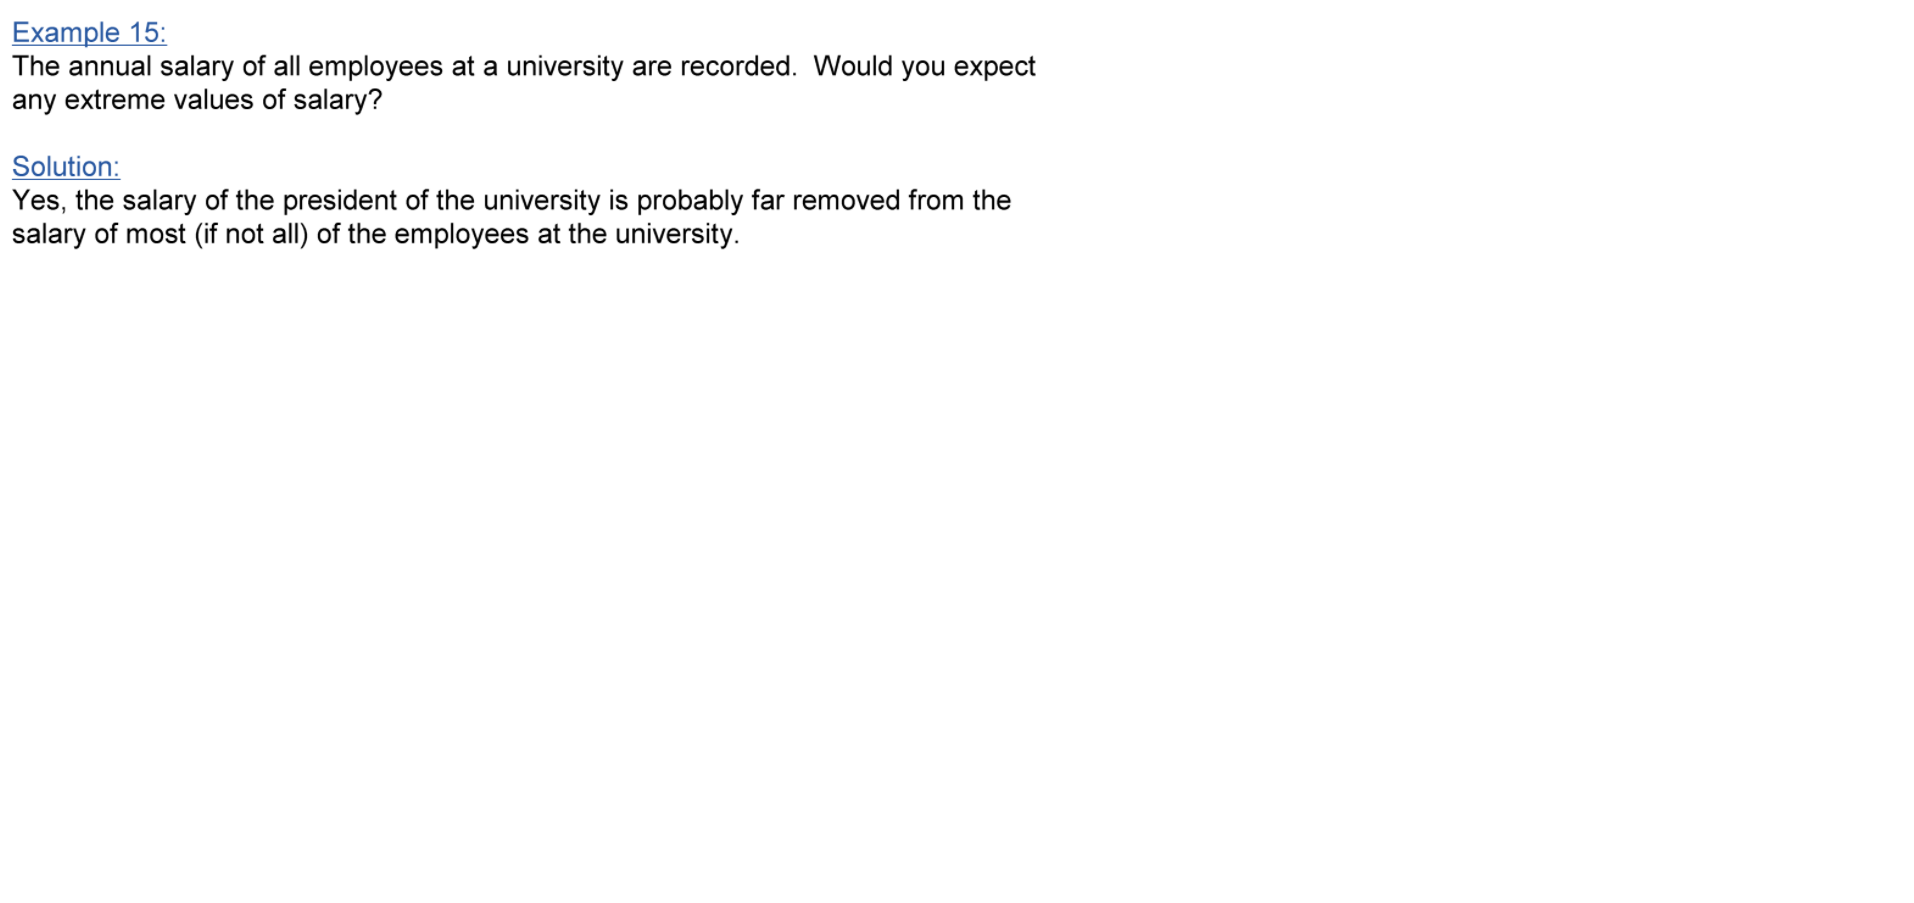 Example 15:
The annual salary of all employees at a university are recorded.  Would you expect
any extreme values of salary?
Solution:
Yes, the salary of the president of the university is probably far removed from the
salary of most (if not all) of the employees at the university.